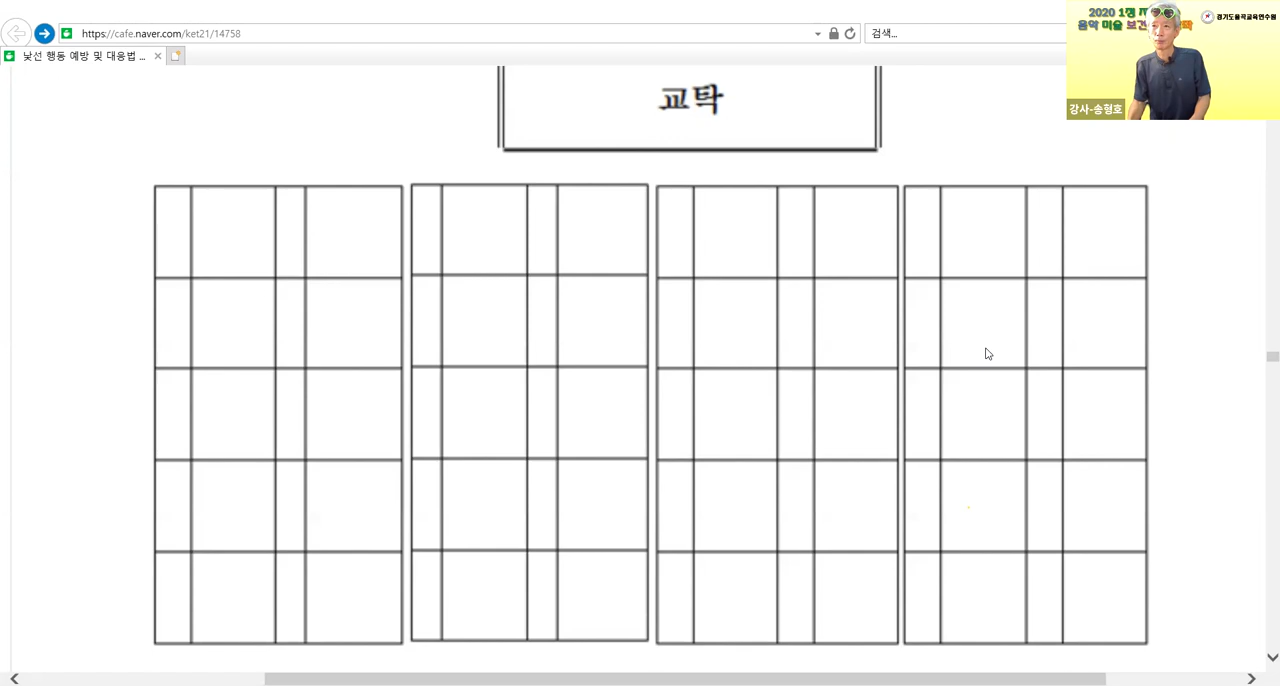 https://cafe.naver.com/ket21/14758
검색...
낯선 행동 예방 및 대응법 ...
교탁
2020 1정
음악 미술 보건
경기도율곡교육연수원
강사-송형호